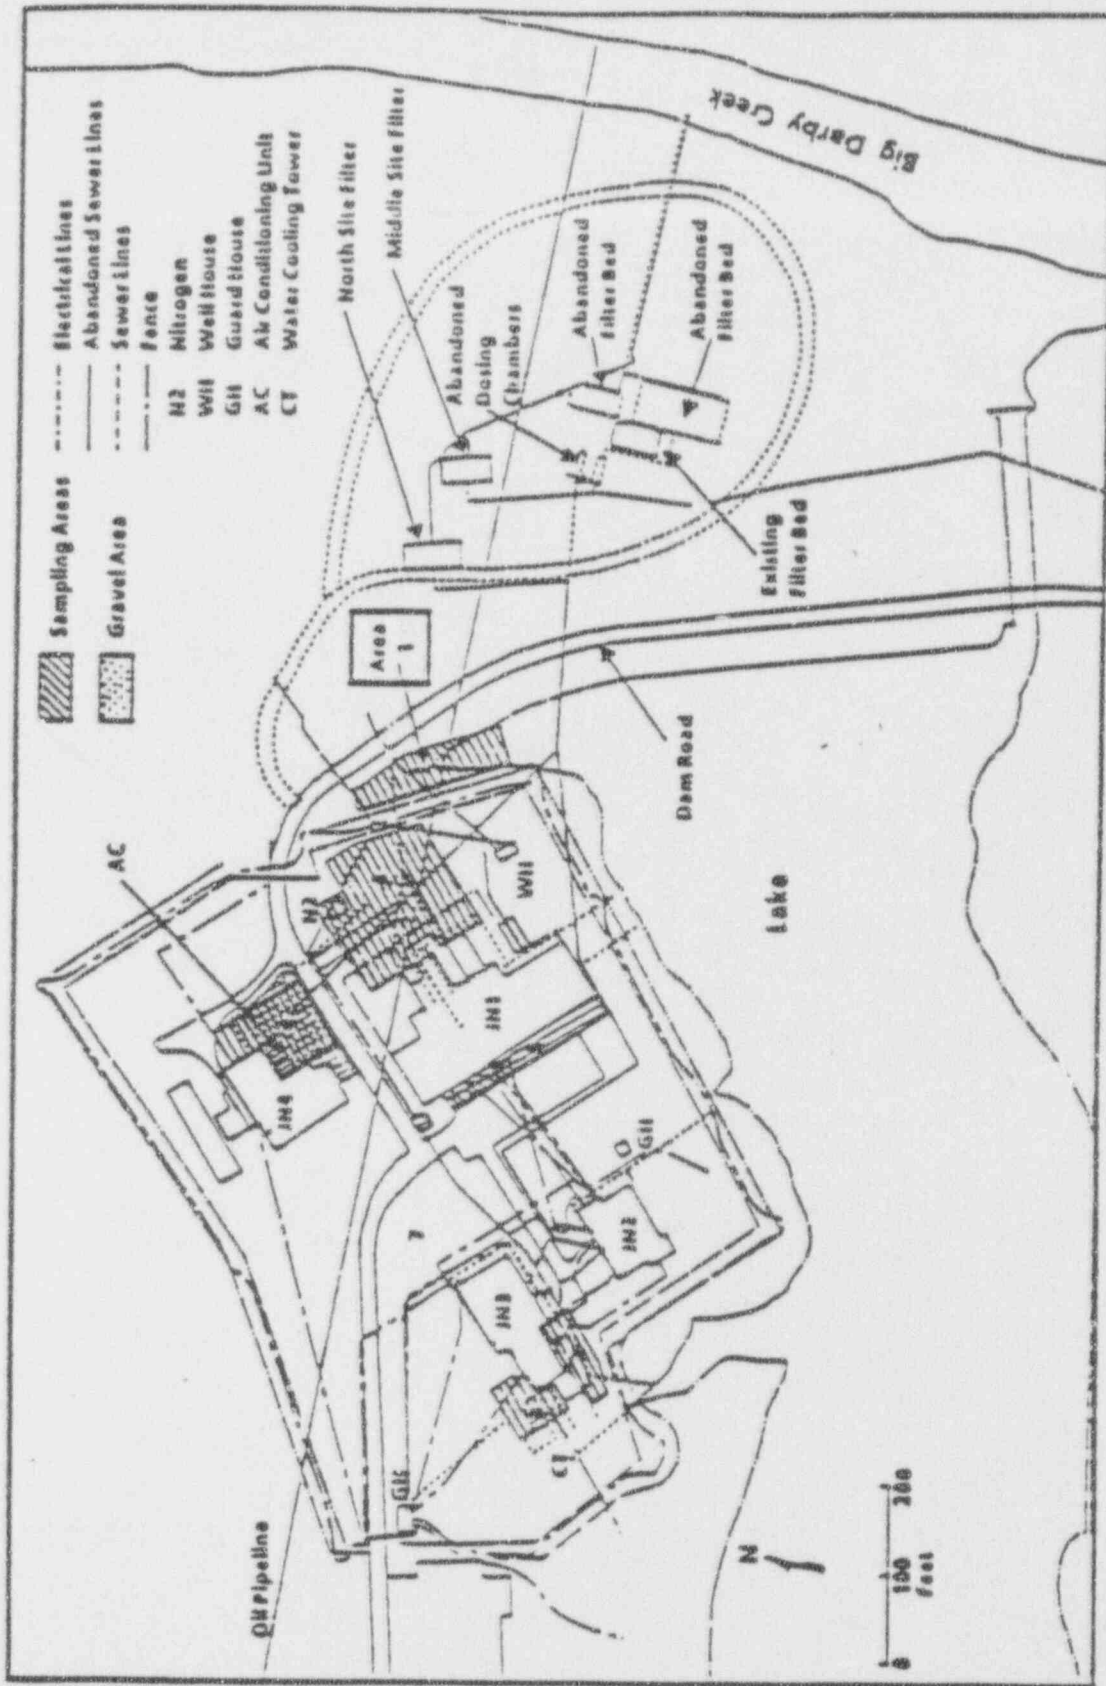 Sampling Areas
Gravel Area
Electrical Lines
Abandoned Sewer Lines
Sewer Lines
Fence
N2 Nitrogen
WH Well House
GH Guard House
AC Air Conditioning Unit
CT Water Cooling Tower
North Site Filter
Middle Site Filter
Big Darby Creek
Abandoned
Dosing
Chambers
Abandoned
Filter Bed
Abandoned
Filter Bed
Existing
Filter Bed
Area
1
Dam Road
AC
N2
WH
Lake
JN4
JN1
GH
JN2
JN3
7
CT
GH
Oil Pipeline
N
0 100 200
Feet